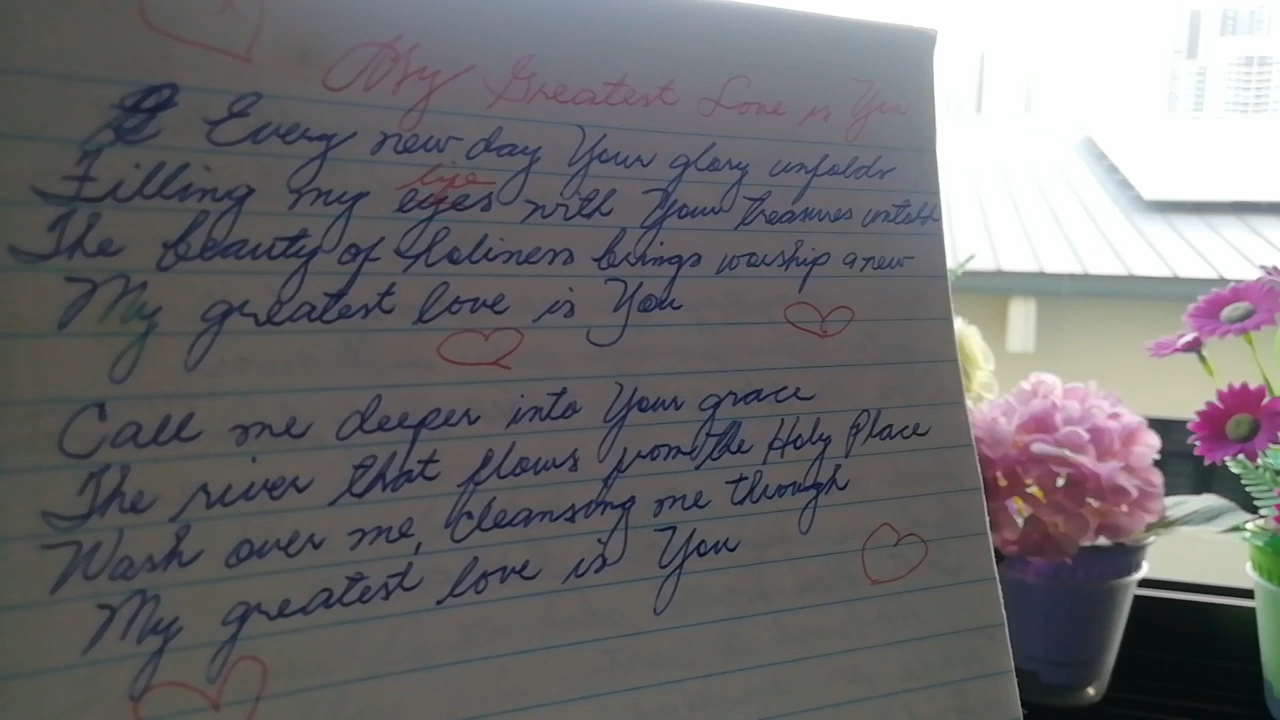 My Greatest Love is You
Every new day Your glory unfolds
life
Filling my eyes with Your treasures untold
The beauty of Holiness brings worship anew
My greatest love is You
Call me deeper into Your grace
The river that flows from the Holy Place
Wash over me, cleansing me through
My greatest love is You